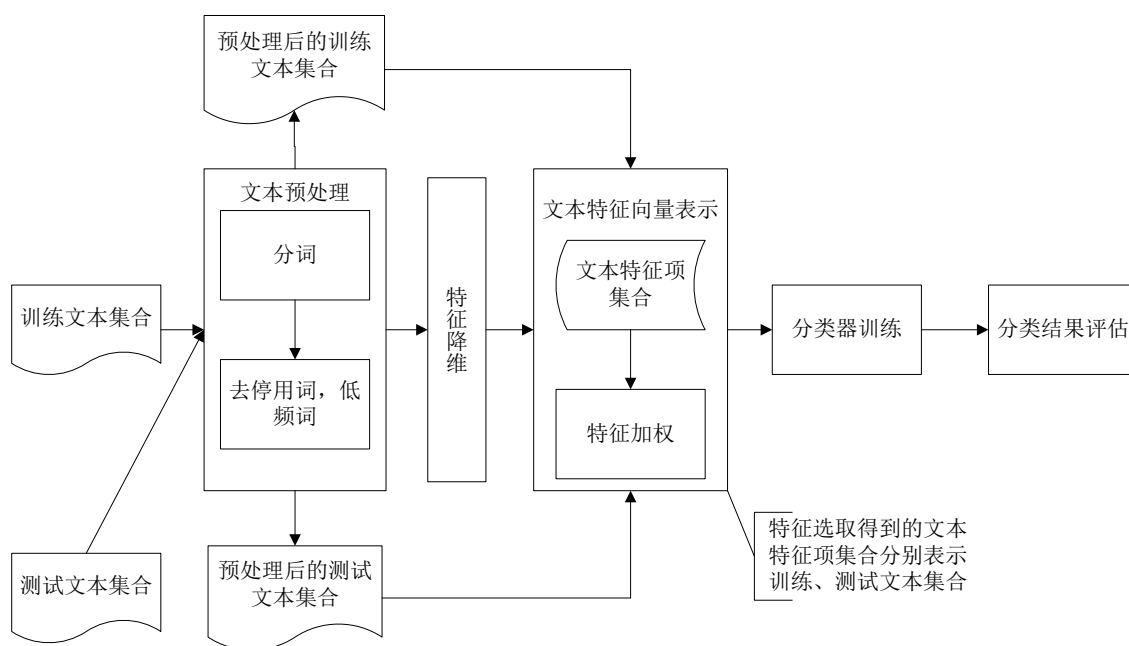 预处理后的训练
文本集合
文本预处理
分词
去停用词，低
频词
训练文本集合
测试文本集合
预处理后的测试
文本集合
特征降维
文本特征向量表示
文本特征项
集合
特征加权
分类器训练
分类结果评估
特征选取得到的文本
特征项集合分别表示
训练、测试文本集合